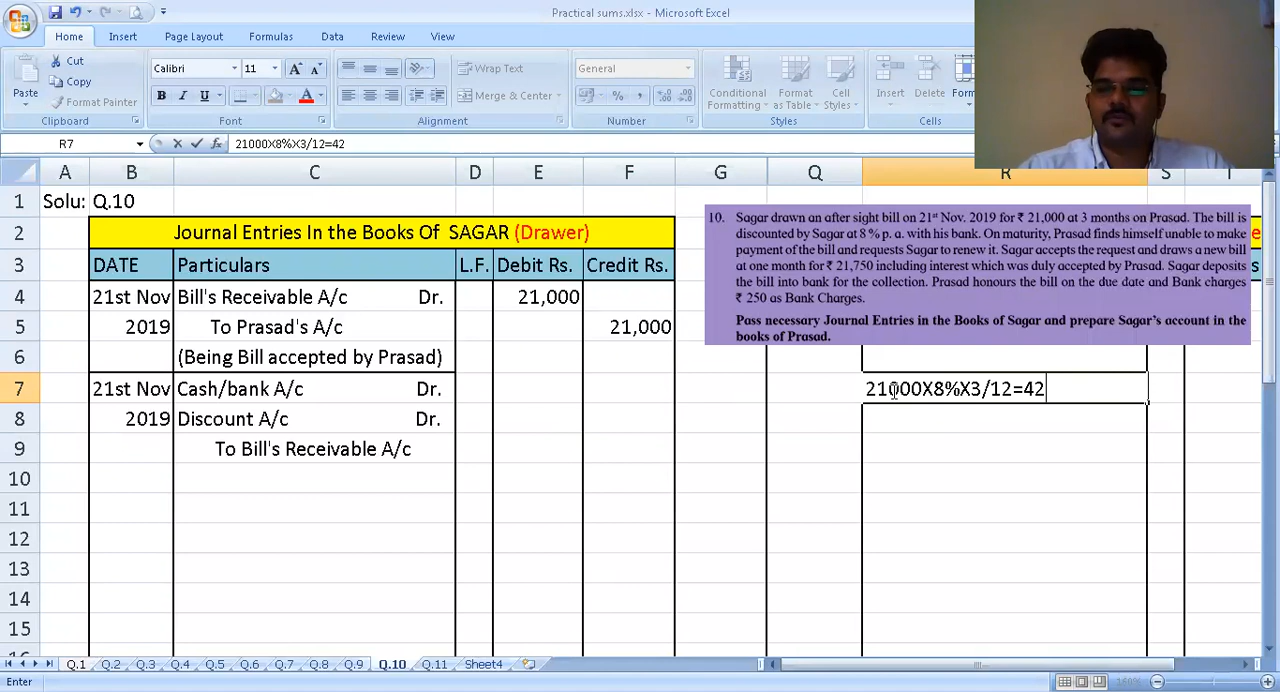 Practical sums.xlsx - Microsoft Excel
Home Insert Page Layout Formulas Data Review View
Paste
Cut
Copy
Format Painter
Clipboard
Calibri 11
B I U
Font
Wrap Text
Merge & Center
Alignment
General
Number
Conditional Formatting
Format as Table
Cell Styles
Styles
Insert
Delete
Form
Cells
R7 fx 21000X8%X3/12=42
A B C D E F G Q R S T
1 Solu: Q.10
2 Journal Entries In the Books Of SAGAR (Drawer)
3 DATE Particulars L.F. Debit Rs. Credit Rs.
4 21st Nov Bill's Receivable A/c Dr. 21,000
5 2019 To Prasad's A/c 21,000
6 (Being Bill accepted by Prasad)
7 21st Nov Cash/bank A/c Dr. 21000X8%X3/12=42
8 2019 Discount A/c Dr.
9 To Bill's Receivable A/c
10
11
12
13
14
15
10. Sagar drawn an after sight bill on 21st Nov. 2019 for ₹ 21,000 at 3 months on Prasad. The bill is
discounted by Sagar at 8 % p. a. with his bank. On maturity, Prasad finds himself unable to make
payment of the bill and requests Sagar to renew it. Sagar accepts the request and draws a new bill
at one month for ₹ 21,750 including interest which was duly accepted by Prasad. Sagar deposits
the bill into bank for the collection. Prasad honours the bill on the due date and Bank charges
₹ 250 as Bank Charges.
Pass necessary Journal Entries in the Books of Sagar and prepare Sagar's account in the
books of Prasad.
Q.1 Q.2 Q.3 Q.4 Q.5 Q.6 Q.7 Q.8 Q.9 Q.10 Q.11 Sheet4
Enter